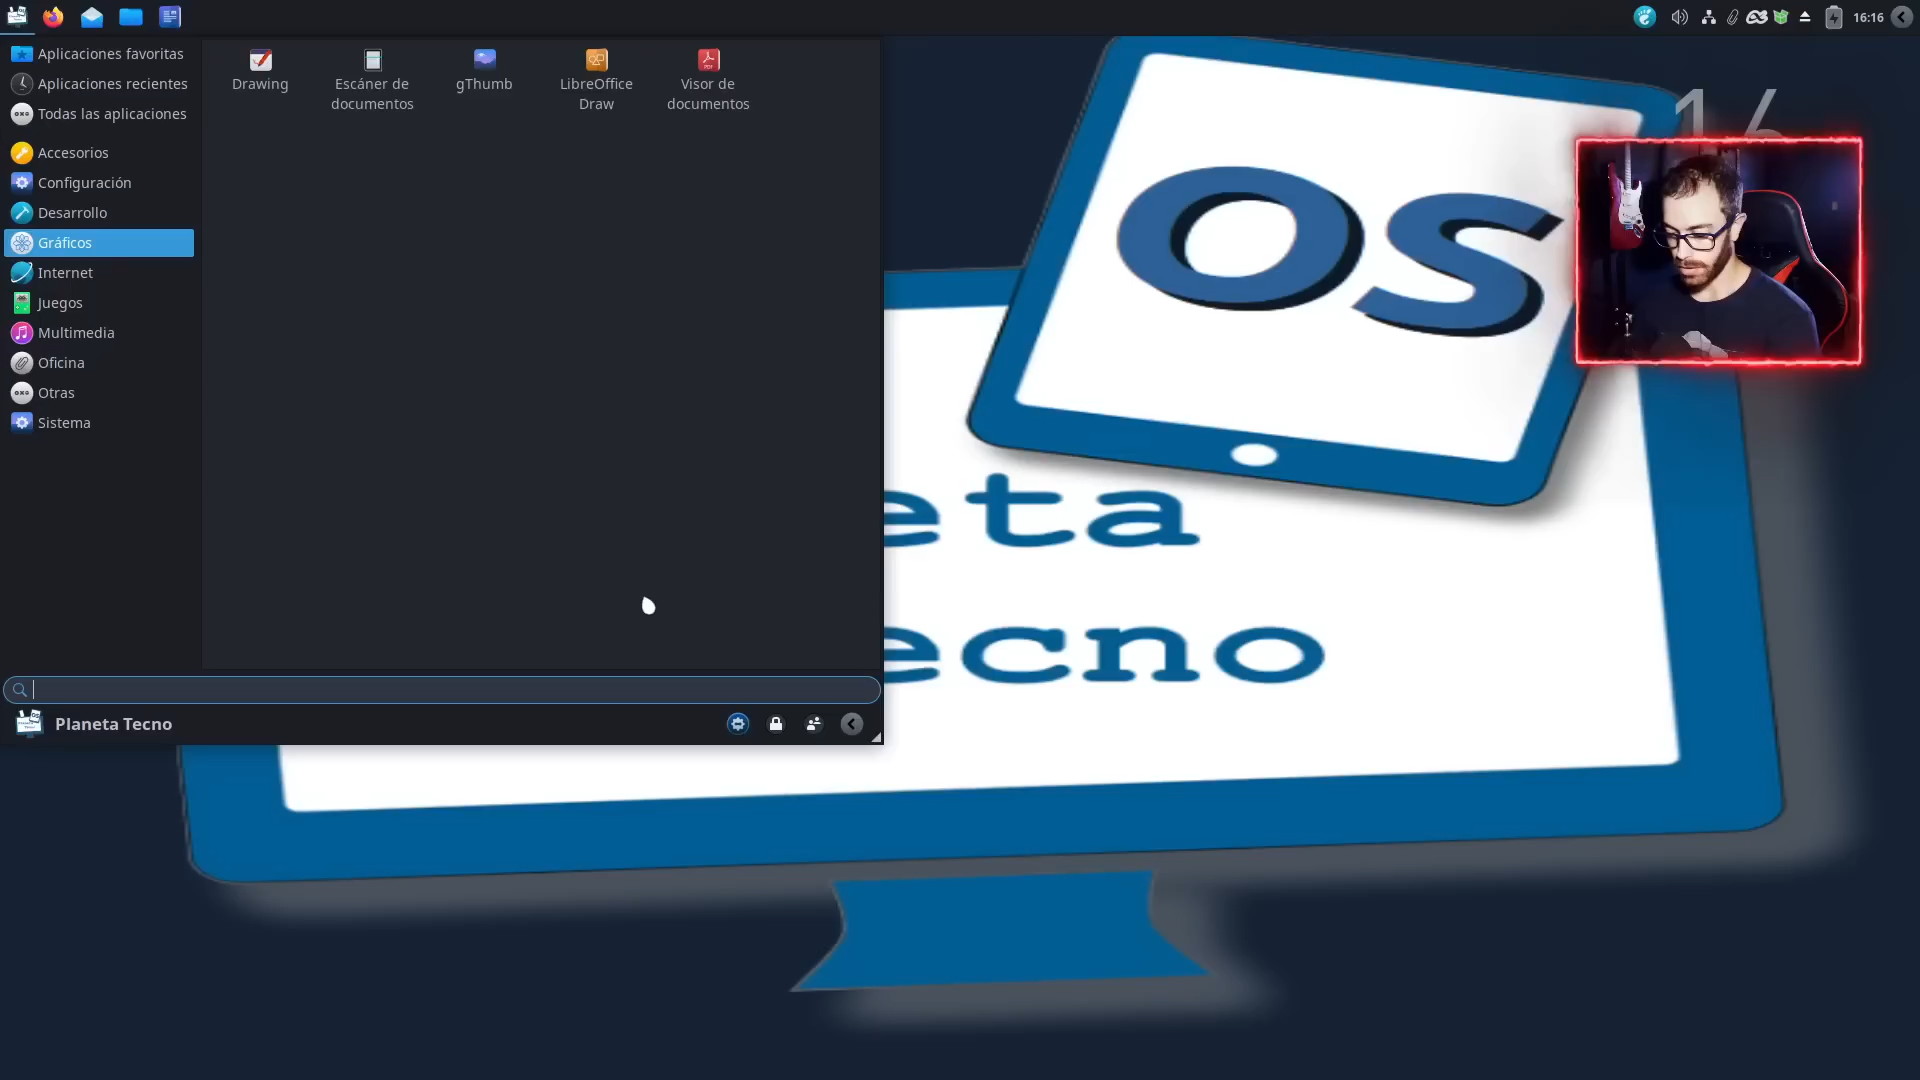 16:16
Aplicaciones favoritas
Aplicaciones recientes
Todas las aplicaciones
Accesorios
Configuración
Desarrollo
Gráficos
Internet
Juegos
Multimedia
Oficina
Otras
Sistema
Drawing
Escáner de
documentos
gThumb
LibreOffice
Draw
Visor de
documentos
Planeta Tecno
16
OS
eta
ecno